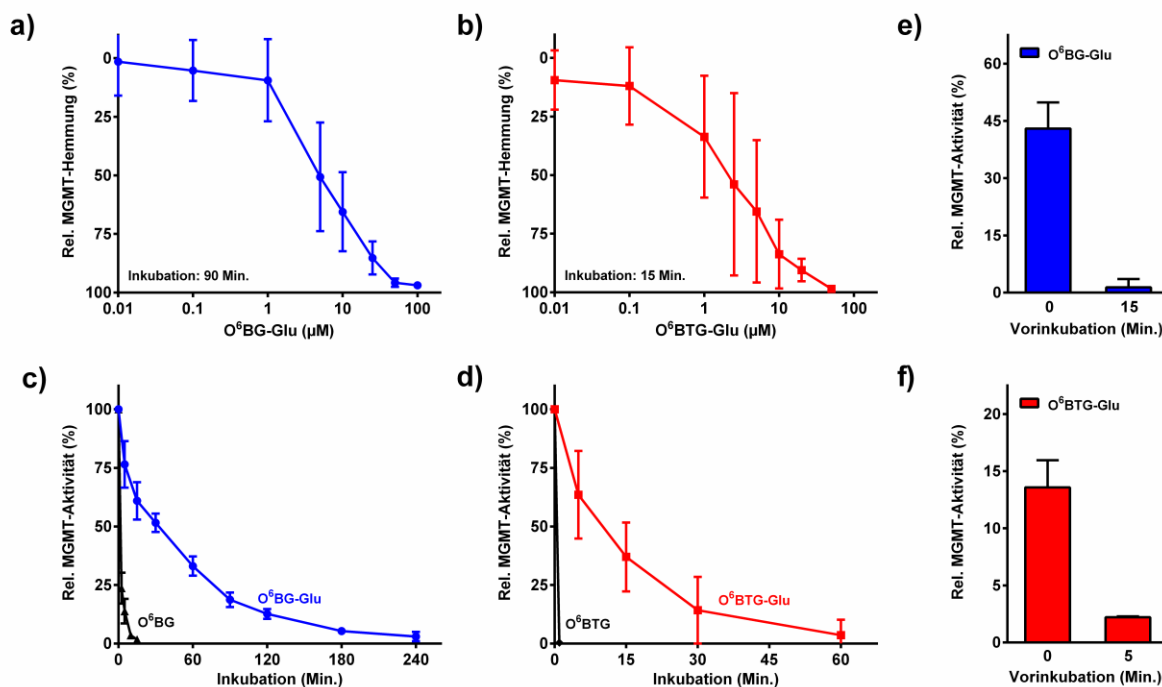 a)
Rel. MGMT-Hemmung (%)
0
25
50
75
100
Inkubation: 90 Min.
0.01 0.1 1 10 100
O⁶BG-Glu (µM)
b)
Rel. MGMT-Hemmung (%)
0
25
50
75
100
Inkubation: 15 Min.
0.01 0.1 1 10 100
O⁶BTG-Glu (µM)
e)
Rel. MGMT-Aktivität (%)
60
45
30
15
0
O⁶BG-Glu
0 15
Vorinkubation (Min.)
c)
Rel. MGMT-Aktivität (%)
100
75
50
25
0
O⁶BG-Glu
O⁶BG
0 60 120 180 240
Inkubation (Min.)
d)
Rel. MGMT-Aktivität (%)
100
75
50
25
0
O⁶BTG-Glu
O⁶BTG
0 15 30 45 60
Inkubation (Min.)
f)
Rel. MGMT-Aktivität (%)
20
15
10
5
0
O⁶BTG-Glu
0 5
Vorinkubation (Min.)